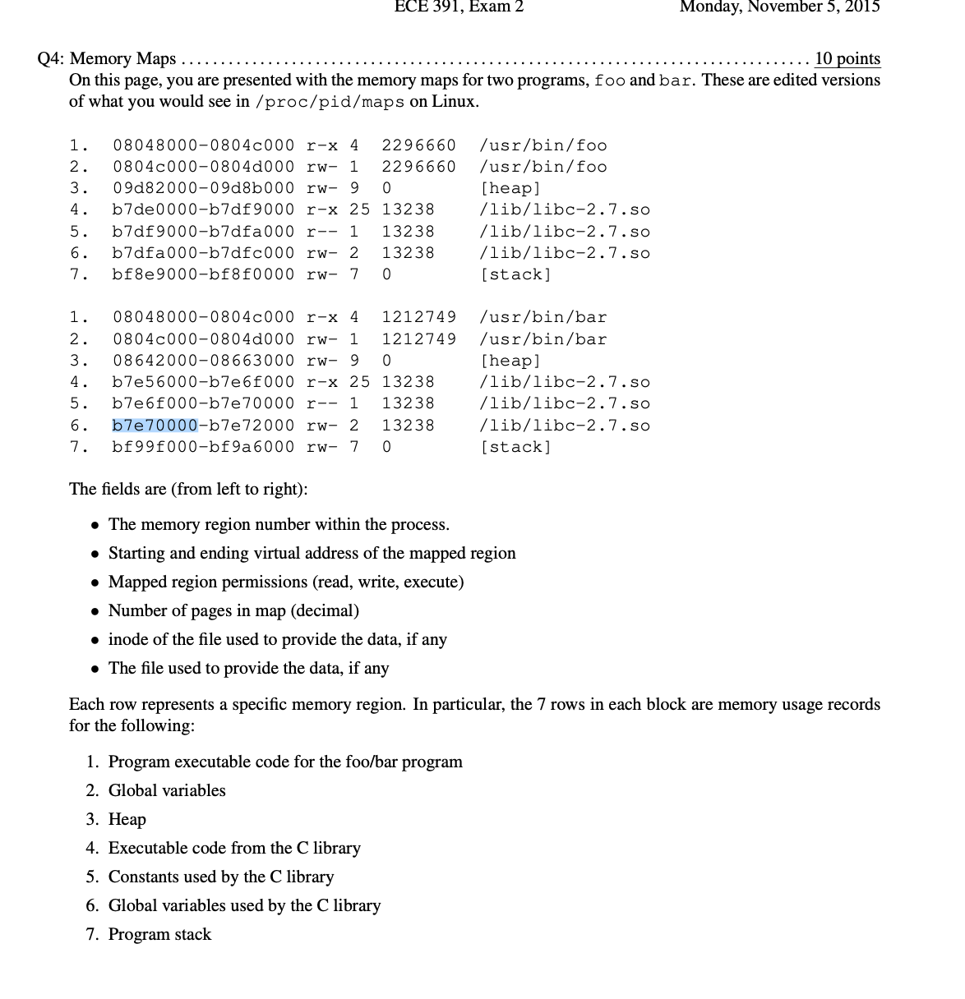 ECE 391, Exam 2 Monday, November 5, 2015
Q4: Memory Maps ........................................................................... 10 points
On this page, you are presented with the memory maps for two programs, foo and bar. These are edited versions
of what you would see in /proc/pid/maps on Linux.
1. 08048000-0804c000 r-x 4 2296660 /usr/bin/foo
2. 0804c000-0804d000 rw- 1 2296660 /usr/bin/foo
3. 09d82000-09d8b000 rw- 9 0 [heap]
4. b7de0000-b7df9000 r-x 25 13238 /lib/libc-2.7.so
5. b7df9000-b7dfa000 r-- 1 13238 /lib/libc-2.7.so
6. b7dfa000-b7dfc000 rw- 2 13238 /lib/libc-2.7.so
7. bf8e9000-bf8f0000 rw- 7 0 [stack]
1. 08048000-0804c000 r-x 4 1212749 /usr/bin/bar
2. 0804c000-0804d000 rw- 1 1212749 /usr/bin/bar
3. 08642000-08663000 rw- 9 0 [heap]
4. b7e56000-b7e6f000 r-x 25 13238 /lib/libc-2.7.so
5. b7e6f000-b7e70000 r-- 1 13238 /lib/libc-2.7.so
6. b7e70000-b7e72000 rw- 2 13238 /lib/libc-2.7.so
7. bf99f000-bf9a6000 rw- 7 0 [stack]
The fields are (from left to right):
• The memory region number within the process.
• Starting and ending virtual address of the mapped region
• Mapped region permissions (read, write, execute)
• Number of pages in map (decimal)
• inode of the file used to provide the data, if any
• The file used to provide the data, if any
Each row represents a specific memory region. In particular, the 7 rows in each block are memory usage records
for the following:
1. Program executable code for the foo/bar program
2. Global variables
3. Heap
4. Executable code from the C library
5. Constants used by the C library
6. Global variables used by the C library
7. Program stack